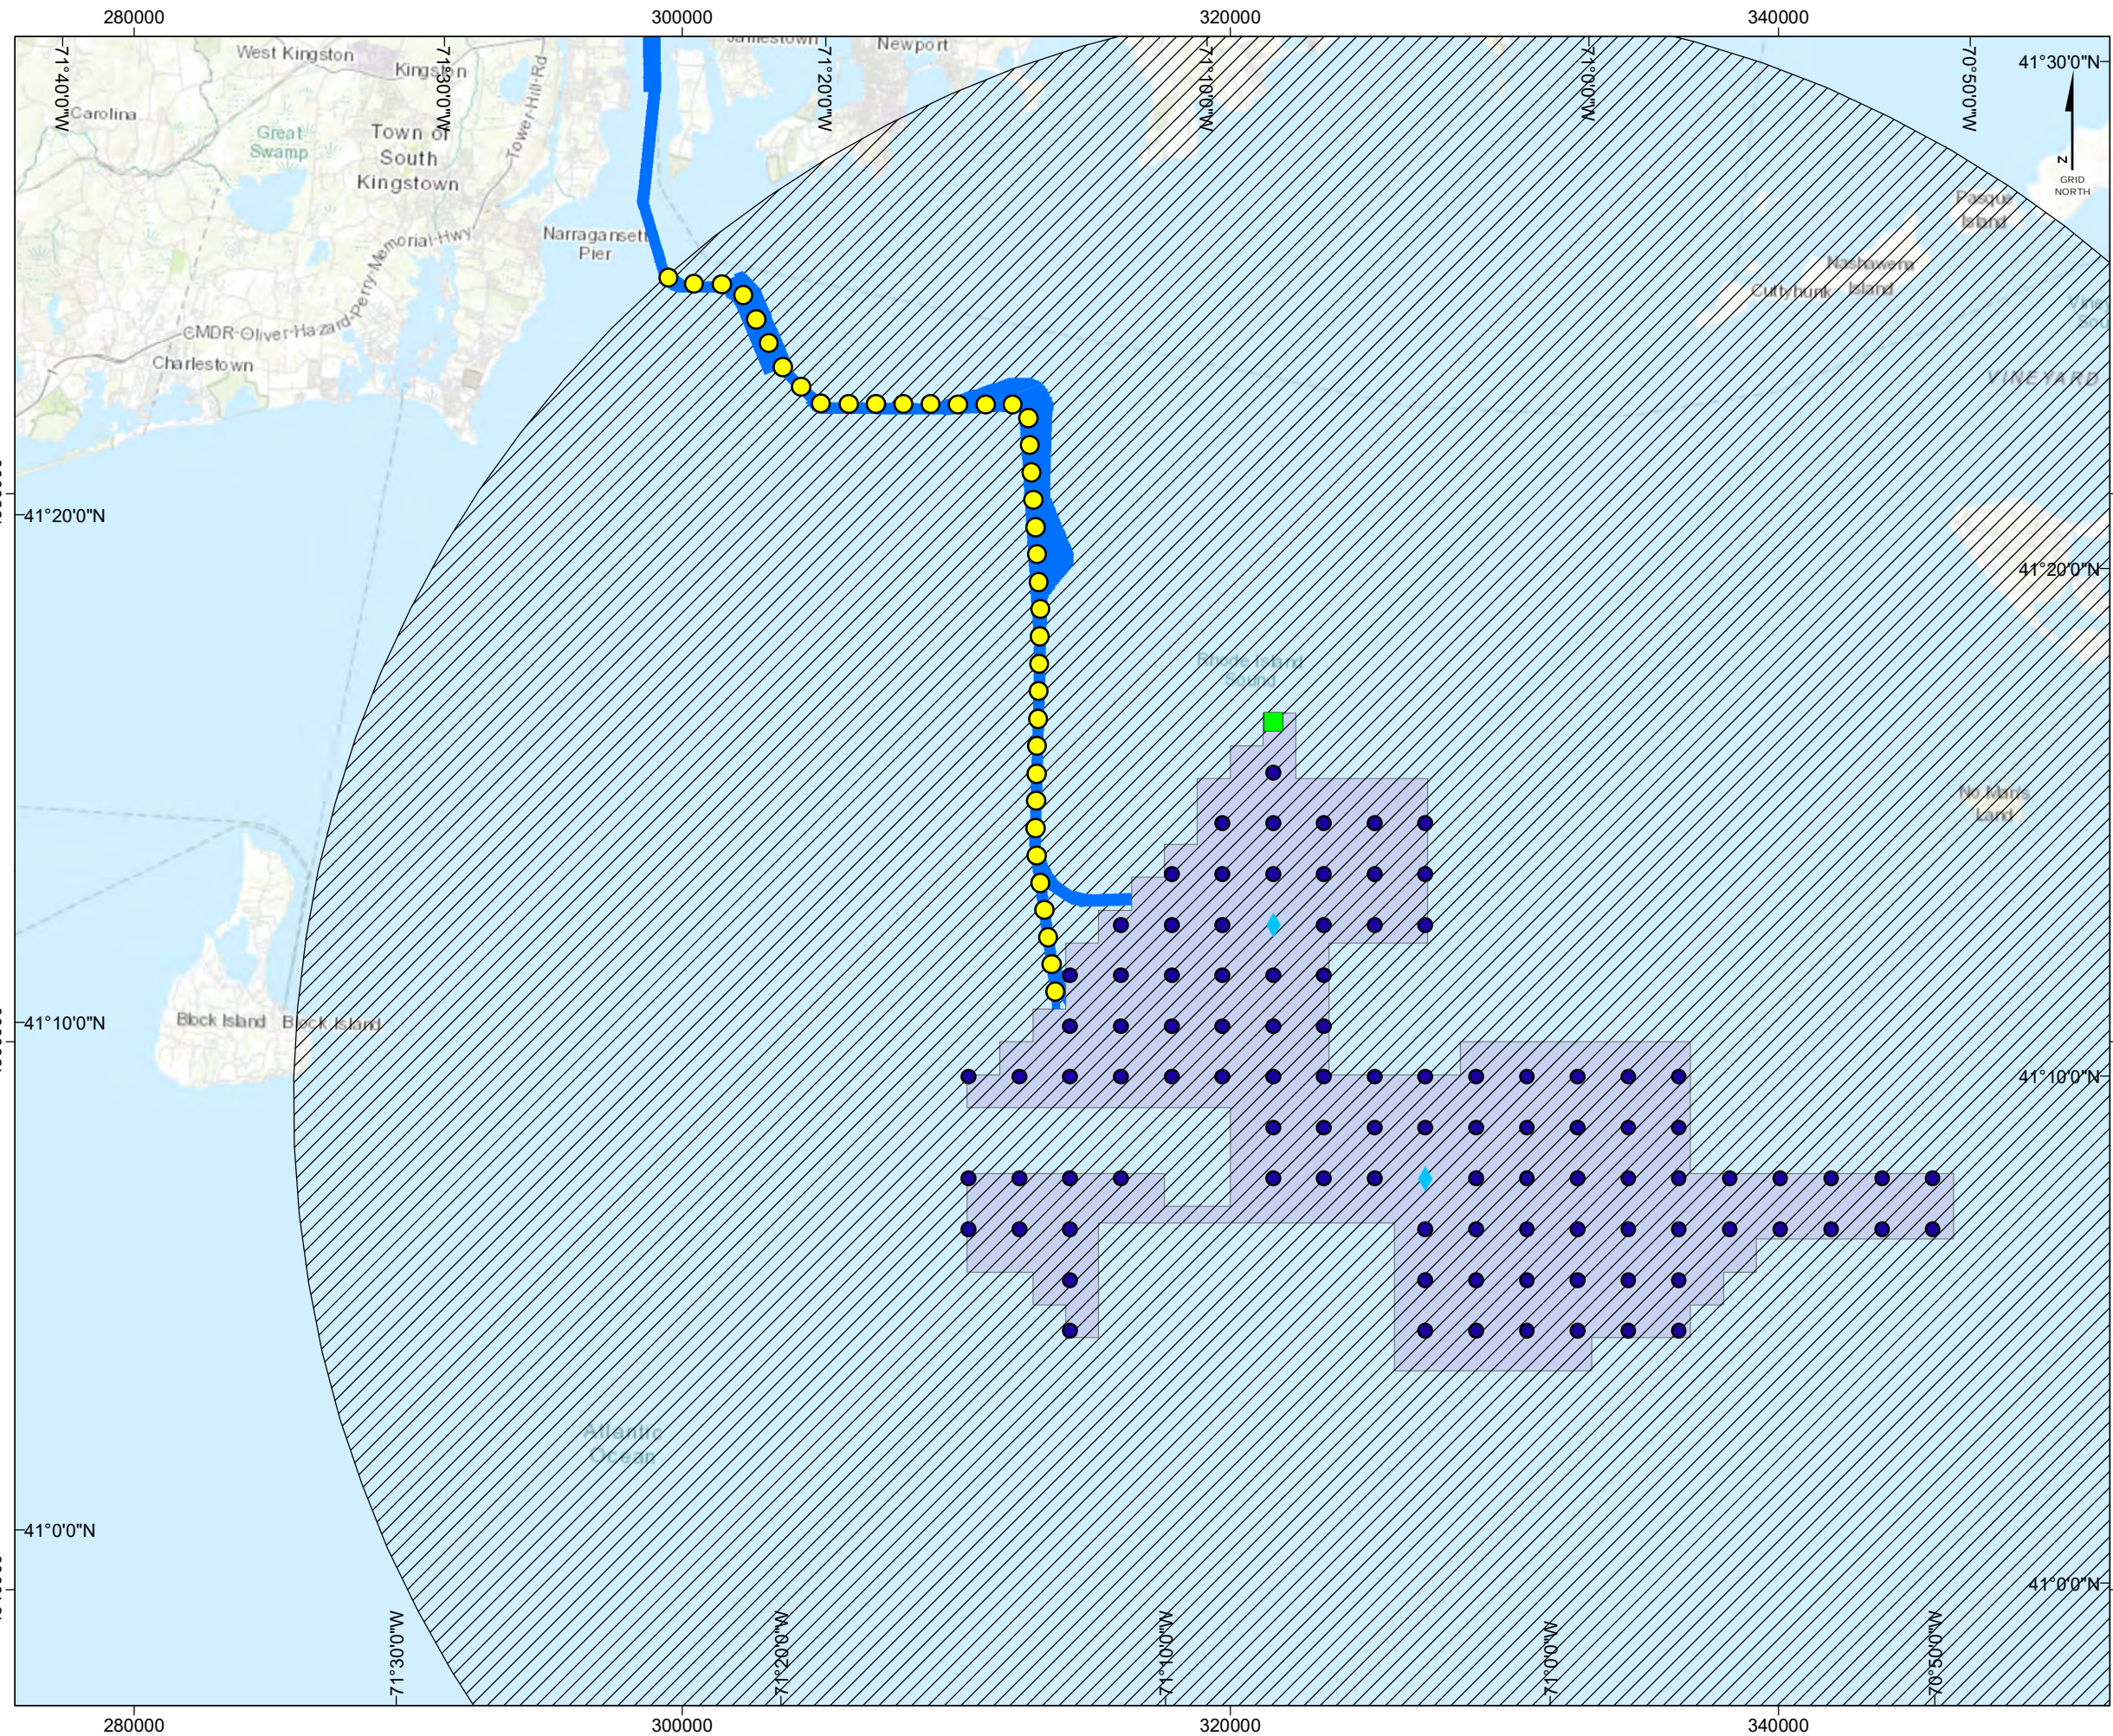 280000
300000
320000
340000
71°40'0"W
71°30'0"W
71°20'0"W
71°10'0"W
71°0'0"W
70°50'0"W
41°30'0"N
West Kingston
Kingston
Jamestown
Newport
Tower-Hill-Rd
Carolina
Great
Swamp
Town of
South
Kingstown
z
GRID
NORTH
Pasque
Island
Narragansett
Pier
Memorial-Hwy
CMDR-Oliver-Hazard-Perry-
Nashawena
Island
Cuttyhunk
Charlestown
VINEYARD
41°20'0"N
41°20'0"N
Rhode Island
Sound
No Man's
Land
Block Island
Block Island
41°10'0"N
41°10'0"N
Atlantic
Ocean
41°0'0"N
41°0'0"N
71°30'0"W
71°20'0"W
71°10'0"W
71°0'0"W
70°50'0"W
280000
300000
320000
340000